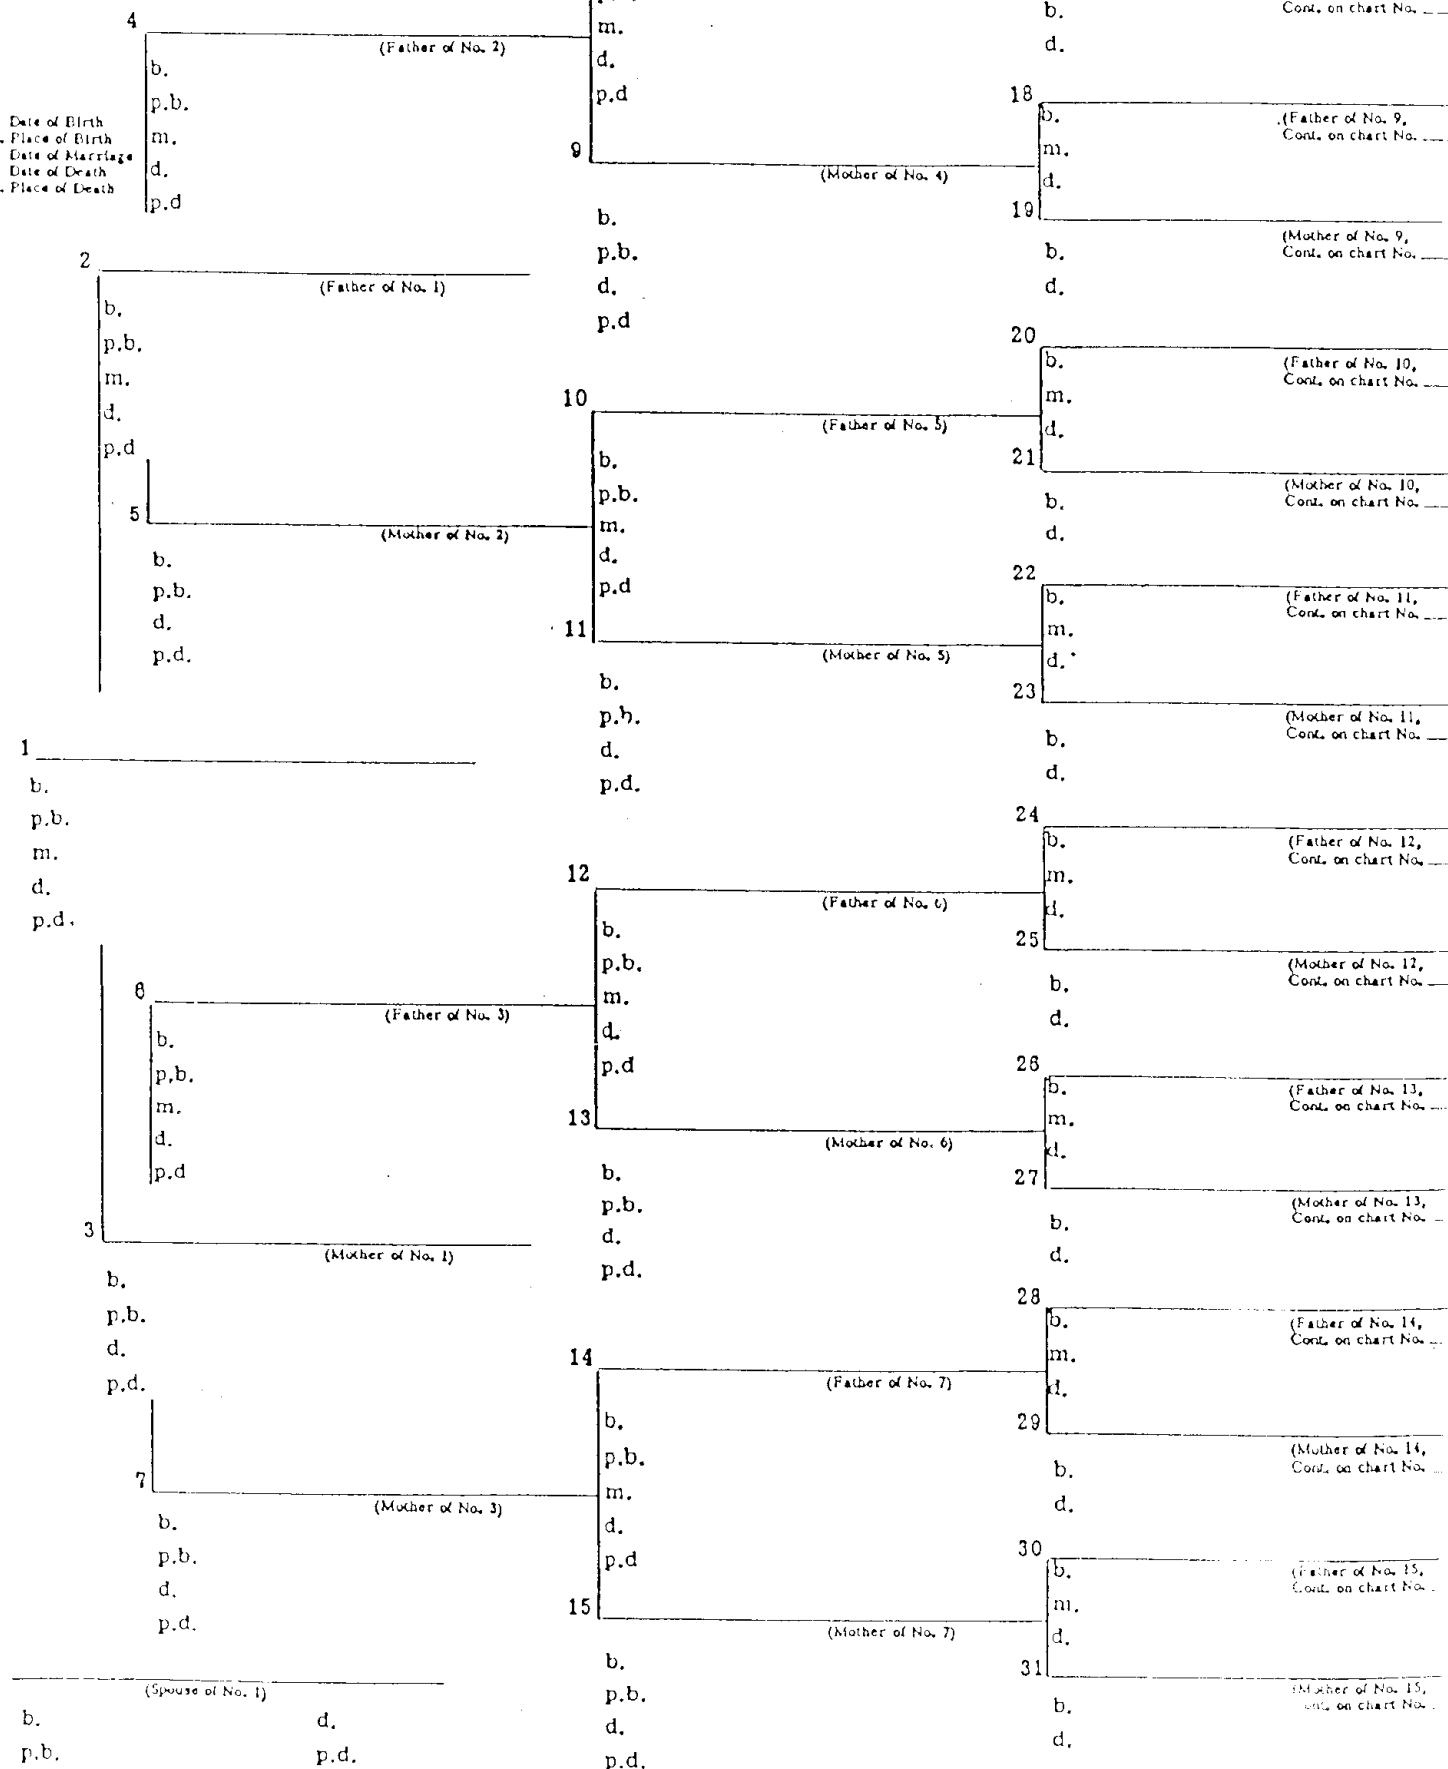 b.
Cont. on chart No.
4
m.
(Father of No. 2)
d.
d.
b.
p.d
p.b.
18
Date of Birth
b.
(Father of No. 9,
. Place of Birth
m.
Cont. on chart No.
Date of Marriage
9
m.
Date of Death
d.
(Mother of No. 4)
d.
. Place of Death
p.d
19
b.
(Mother of No. 9,
2
p.b.
b.
Cont. on chart No.
(Father of No. 1)
d.
d.
b.
p.d
p.b.
20
m.
b.
(Father of No. 10,
Cont. on chart No.
d.
10
m.
(Father of No. 5)
d.
p.d
b.
21
5
p.b.
b.
(Mother of No. 10,
Cont. on chart No.
(Mother of No. 2)
m.
d.
b.
d.
p.b.
p.d
22
d.
b.
(Father of No. 11,
Cont. on chart No.
11
m.
p.d.
(Mother of No. 5)
d.
b.
23
p.b.
(Mother of No. 11,
1
d.
b.
Cont. on chart No.
b.
p.d.
d.
p.b.
24
m.
b.
(Father of No. 12,
Cont. on chart No.
d.
12
m.
p.d.
(Father of No. 6)
d.
b.
25
p.b.
(Mother of No. 12,
6
m.
b.
Cont. on chart No.
(Father of No. 3)
d.
d.
b.
p.d
26
p.b.
b.
(Father of No. 13,
Cont. on chart No.
m.
13
m.
d.
(Mother of No. 6)
d.
p.d
b.
27
3
p.b.
b.
(Mother of No. 13,
Cont. on chart No.
(Mother of No. 1)
d.
d.
b.
p.d.
28
p.b.
b.
(Father of No. 14,
Cont. on chart No.
d.
14
m.
p.d.
(Father of No. 7)
d.
b.
29
p.b.
(Mother of No. 14,
7
m.
b.
Cont. on chart No.
(Mother of No. 3)
d.
d.
b.
p.d
30
p.b.
b.
(Father of No. 15,
Cont. on chart No.
d.
15
m.
p.d.
(Mother of No. 7)
d.
b.
31
(Spouse of No. 1)
p.b.
(Mother of No. 15,
b.
d.
d.
b.
Cont. on chart No.
p.b.
p.d.
p.d.
d.